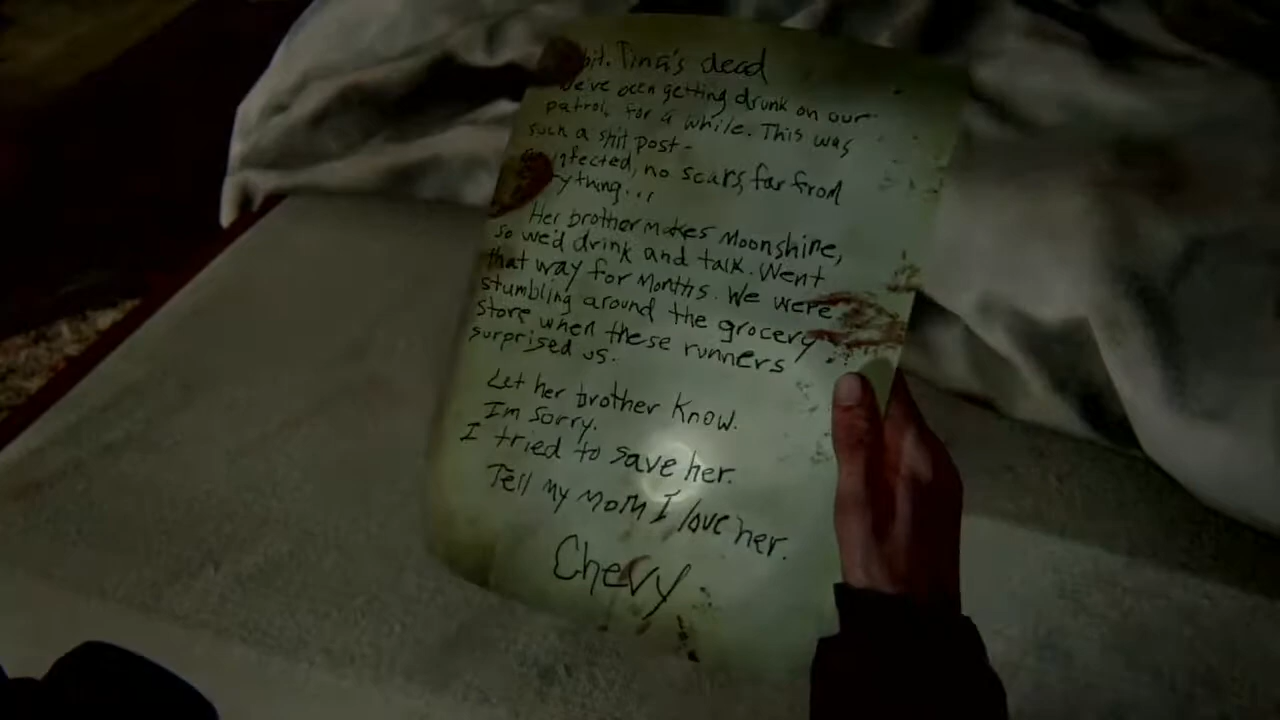 bit. Tina's dead
We've been getting drunk on our
patrol for a while. This was
such a shit post-
infected, no scars, far from
ything...
Her brother makes Moonshine,
so we'd drink and talk. Went
that way for Months. We were
stumbling around the grocery
store when these runners
surprised us.
Let her brother know.
Im sorry.
I tried to save her.
Tell my Mom I love her.
Chevy